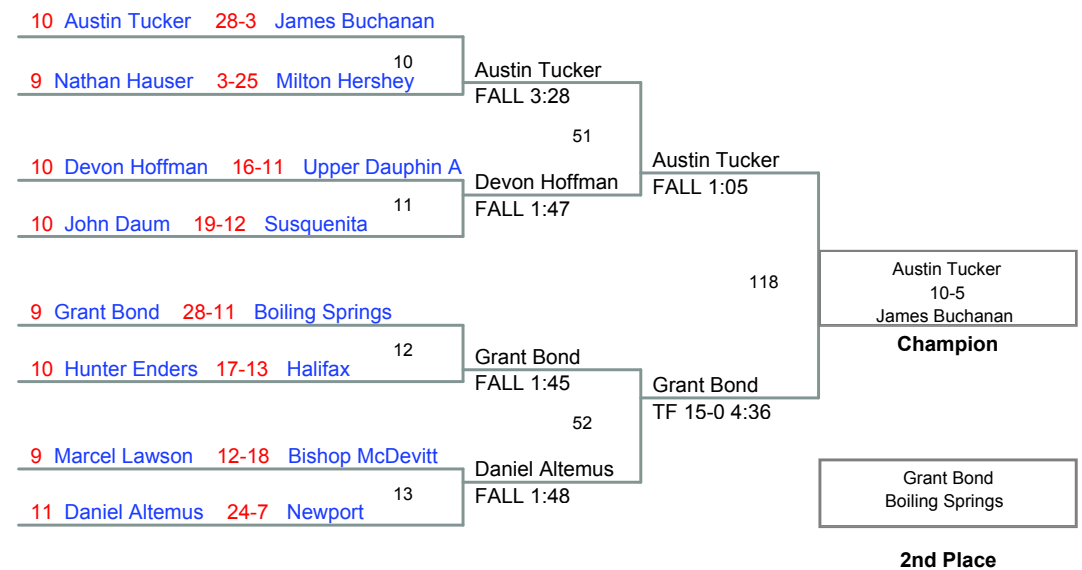 10 Austin Tucker 28-3 James Buchanan
10
9 Nathan Hauser 3-25 Milton Hershey
Austin Tucker
FALL 3:28
51
10 Devon Hoffman 16-11 Upper Dauphin A
11
10 John Daum 19-12 Susquenita
Devon Hoffman
FALL 1:47
Austin Tucker
FALL 1:05
118
9 Grant Bond 28-11 Boiling Springs
12
10 Hunter Enders 17-13 Halifax
Grant Bond
FALL 1:45
52
9 Marcel Lawson 12-18 Bishop McDevitt
13
11 Daniel Altemus 24-7 Newport
Daniel Altemus
FALL 1:48
Grant Bond
TF 15-0 4:36
Austin Tucker
10-5
James Buchanan
Champion
Grant Bond
Boiling Springs
2nd Place